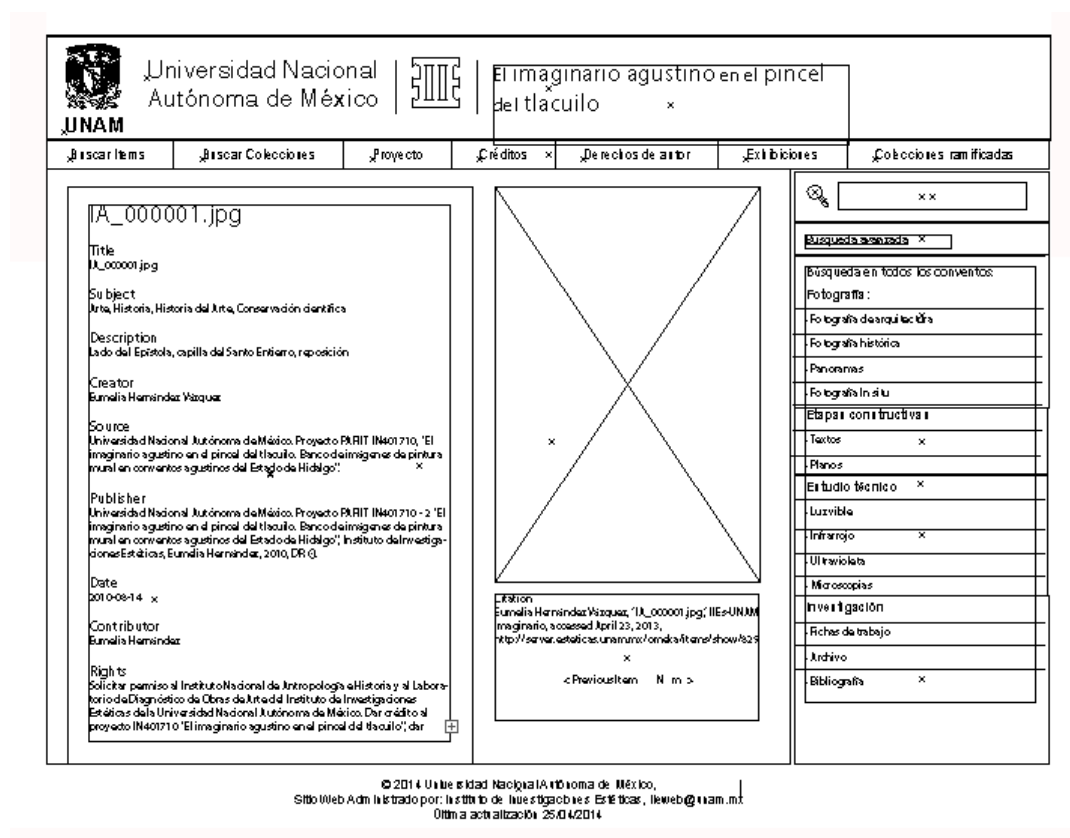 Universidad Nacional
Autónoma de México
UNAM
El imaginario agustino en el pincel
del tlacuilo
Buscar Items
Buscar Colecciones
Proyecto
Créditos
Derechos de autor
Exhibiciones
Colecciones ramificadas
IA_000001.jpg
Title
IA_000001.jpg
Subject
Arte, Historia, Historia del Arte, Conservación científica
Description
Lado del Epístola, capilla del Santo Entierro, reposición
Creator
Eumelia Hernández Vázquez
Source
Universidad Nacional Autónoma de México. Proyecto PAPIIT IN401710, "El
imaginario agustino en el pincel del tlacuilo. Banco de imágenes de pintura
mural en conventos agustinos del Estado de Hidalgo".
Publisher
Universidad Nacional Autónoma de México. Proyecto PAPIIT IN401710 - 2 "El
imaginario agustino en el pincel del tlacuilo. Banco de imágenes de pintura
mural en conventos agustinos del Estado de Hidalgo", Instituto de Investiga-
ciones Estéticas, Eumelia Hernández, 2010, DR ©.
Date
2010-08-14
Contributor
Eumelia Hernández
Rights
Solicitar permiso al Instituto Nacional de Antropología e Historia y al Labora-
torio de Diagnóstico de Obras de Arte del Instituto de Investigaciones
Estéticas de la Universidad Nacional Autónoma de México. Dar crédito al
proyecto IN401710 "El imaginario agustino en el pincel del tlacuilo", dar
Citation
Eumelia Hernández Vázquez, "IA_000001.jpg," IIEs-UNAM
Imaginario, accessed April 23, 2013,
http://server.esteticas.unam.mx/omeka/items/show/829
< Previous Item N m >
Búsqueda avanzada
Búsqueda en todos los conventos
Fotografía:
- Fotografía de arquitectura
- Fotografía histórica
- Panoramas
- Fotografía In situ
Etapas constructivas
- Textos
- Planos
Estudio técnico
- Luz vible
- Infrarrojo
- Ultravioleta
- Microscopias
Investigación
- Fichas de trabajo
- Archivo
- Bibliografía
© 2014 Universidad Nacional Autónoma de México,
Sitio Web Administrado por: Instituto de Investigaciones Estéticas, iieweb@unam.mx
Última actualización 25/04/2014